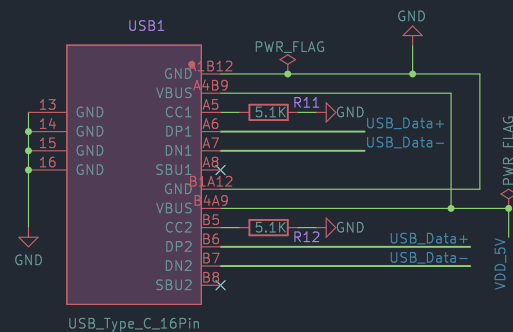 USB1
GND
PWR_FLAG
A1B12
GND
A4B9
VBUS
13
GND
A5
CC1
5.1K
R11
GND
14
GND
A6
DP1
USB_Data+
15
GND
A7
DN1
USB_Data-
16
GND
A8
SBU1
B1A12
GND
B4A9
VBUS
PWR_FLAG
B5
CC2
5.1K
R12
GND
B6
DP2
USB_Data+
GND
B7
DN2
USB_Data-
B8
SBU2
VDD_5V
USB_Type_C_16Pin